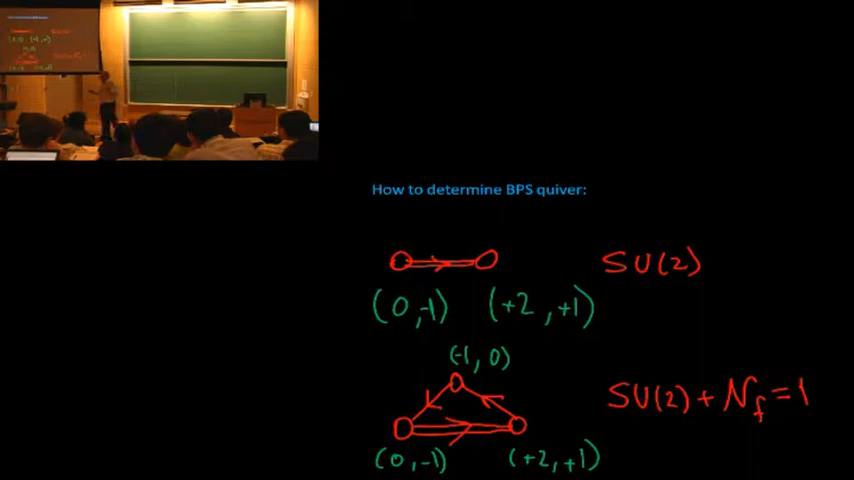 How to determine BPS quiver:
SU(2)
(0,-1) (+2,+1)
(-1,0)
SU(2)+N_f=1
(0,-1) (+2,+1)